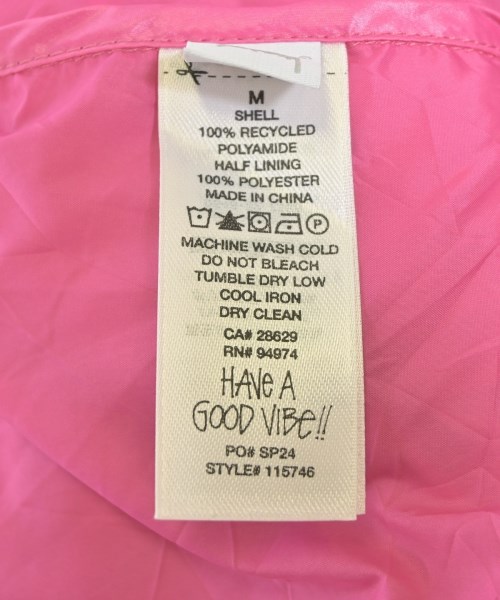 M
SHELL
100% RECYCLED
POLYAMIDE
HALF LINING
100% POLYESTER
MADE IN CHINA
MACHINE WASH COLD
DO NOT BLEACH
TUMBLE DRY LOW
COOL IRON
DRY CLEAN
CA# 28629
RN# 94974
HAVE A
GOOD VIBE!!
PO# SP24
STYLE# 115746